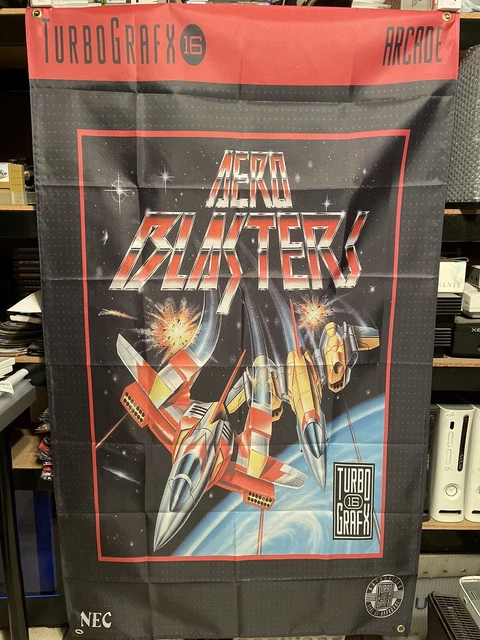 TURBOGRAFX 16
ARCADE
AERO
BLASTERS
TURBO
16
GRAFX
NEC